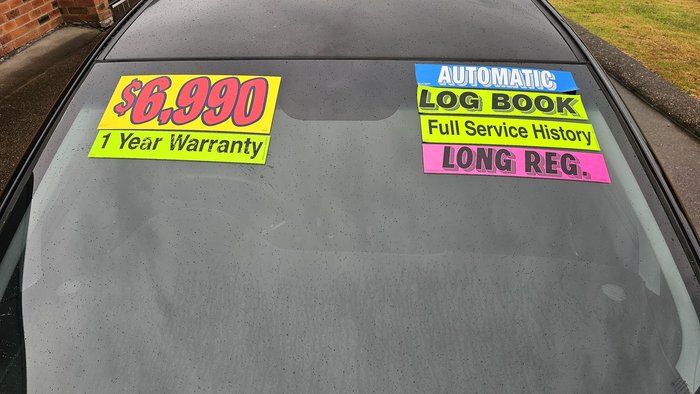 $6,990
1 Year Warranty
AUTOMATIC
LOG BOOK
Full Service History
LONG REG.